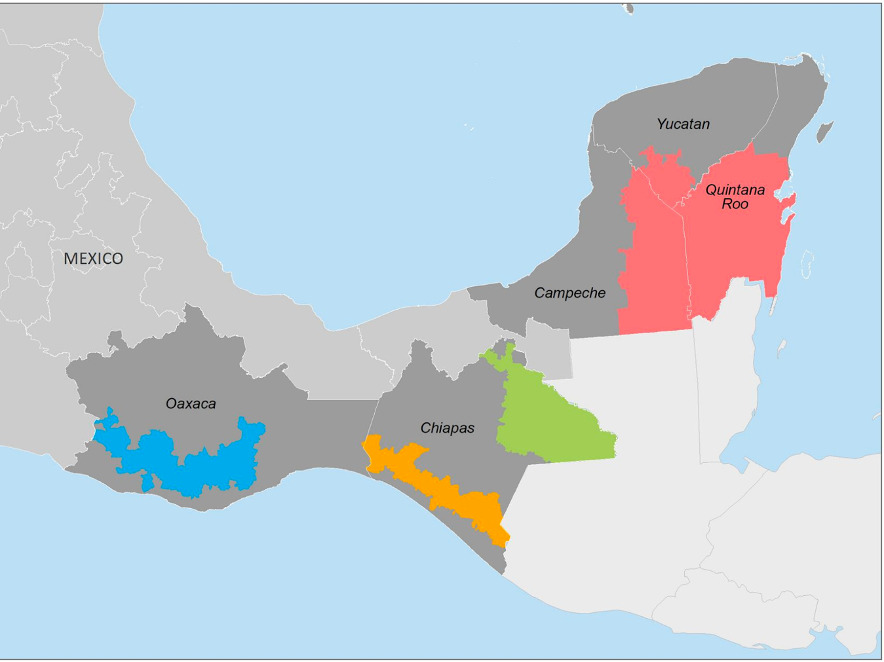 Yucatan
Quintana
Roo
MEXICO
Campeche
Oaxaca
Chiapas